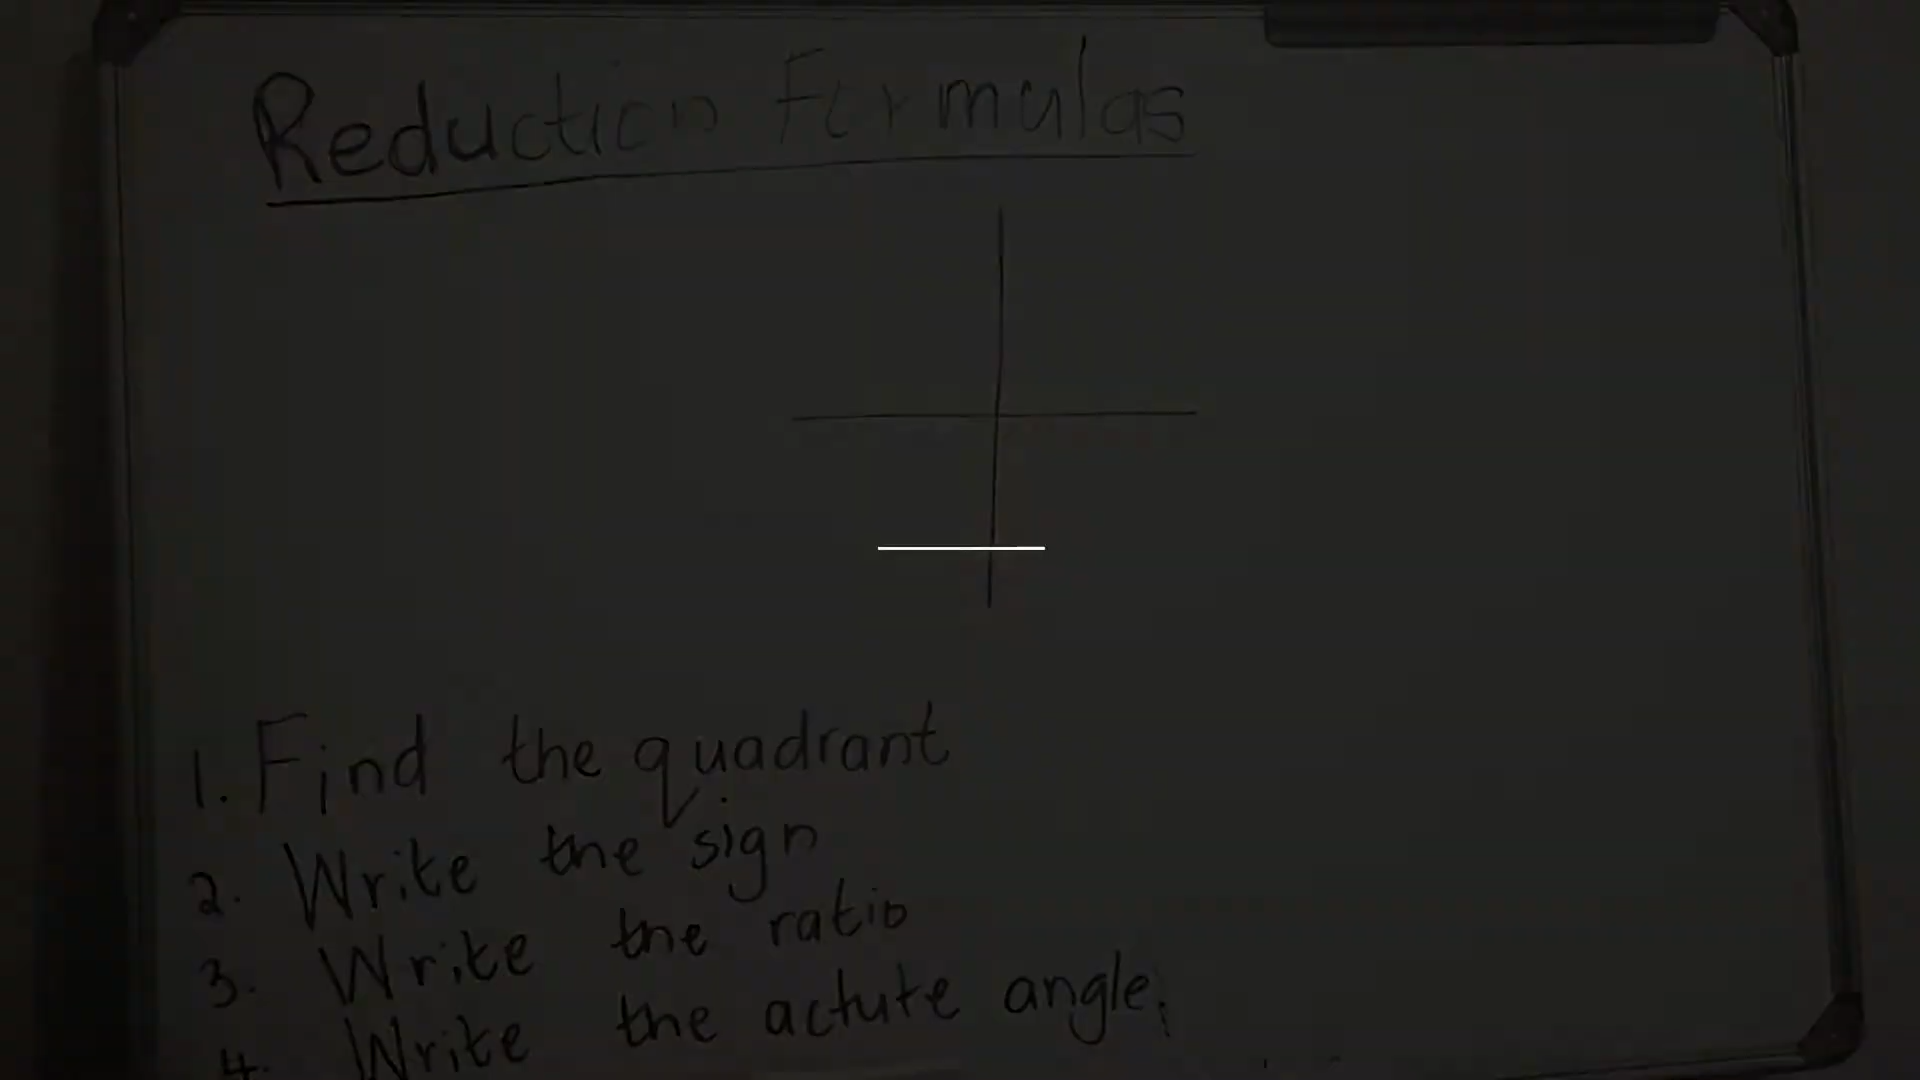 Reduction Formulas
1. Find the quadrant
2. Write the sign
3. Write the ratio
4. Write the actute angle.